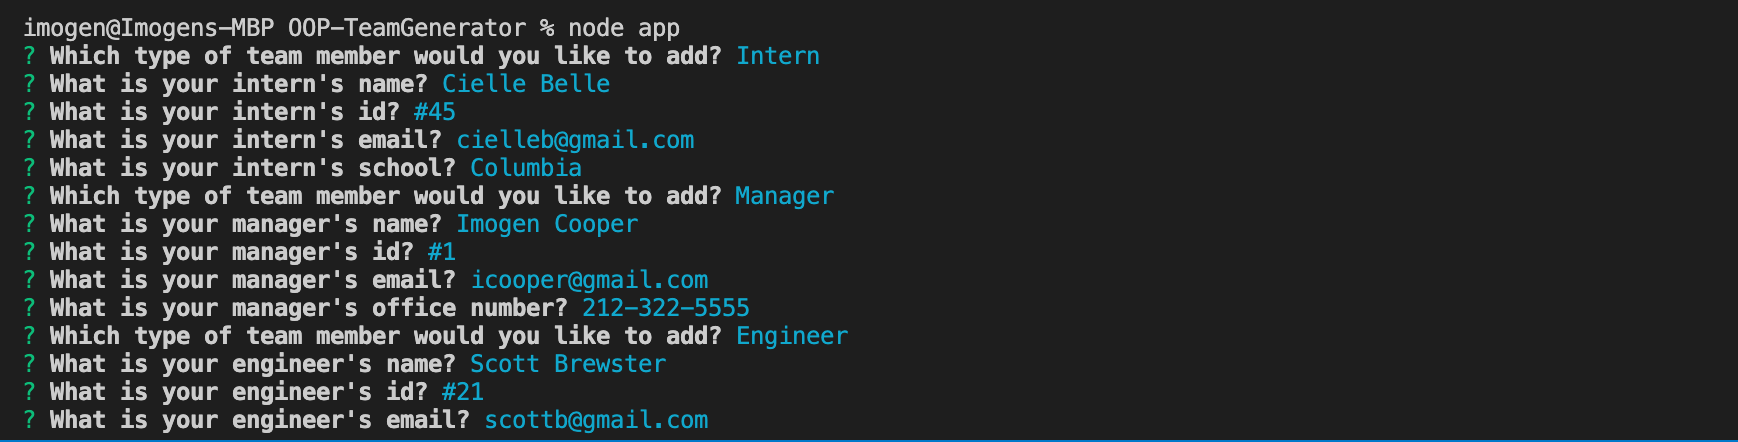 imogen@Imogens-MBP OOP-TeamGenerator % node app
? Which type of team member would you like to add? Intern
? What is your intern's name? Cielle Belle
? What is your intern's id? #45
? What is your intern's email? cielleb@gmail.com
? What is your intern's school? Columbia
? Which type of team member would you like to add? Manager
? What is your manager's name? Imogen Cooper
? What is your manager's id? #1
? What is your manager's email? icooper@gmail.com
? What is your manager's office number? 212-322-5555
? Which type of team member would you like to add? Engineer
? What is your engineer's name? Scott Brewster
? What is your engineer's id? #21
? What is your engineer's email? scottb@gmail.com